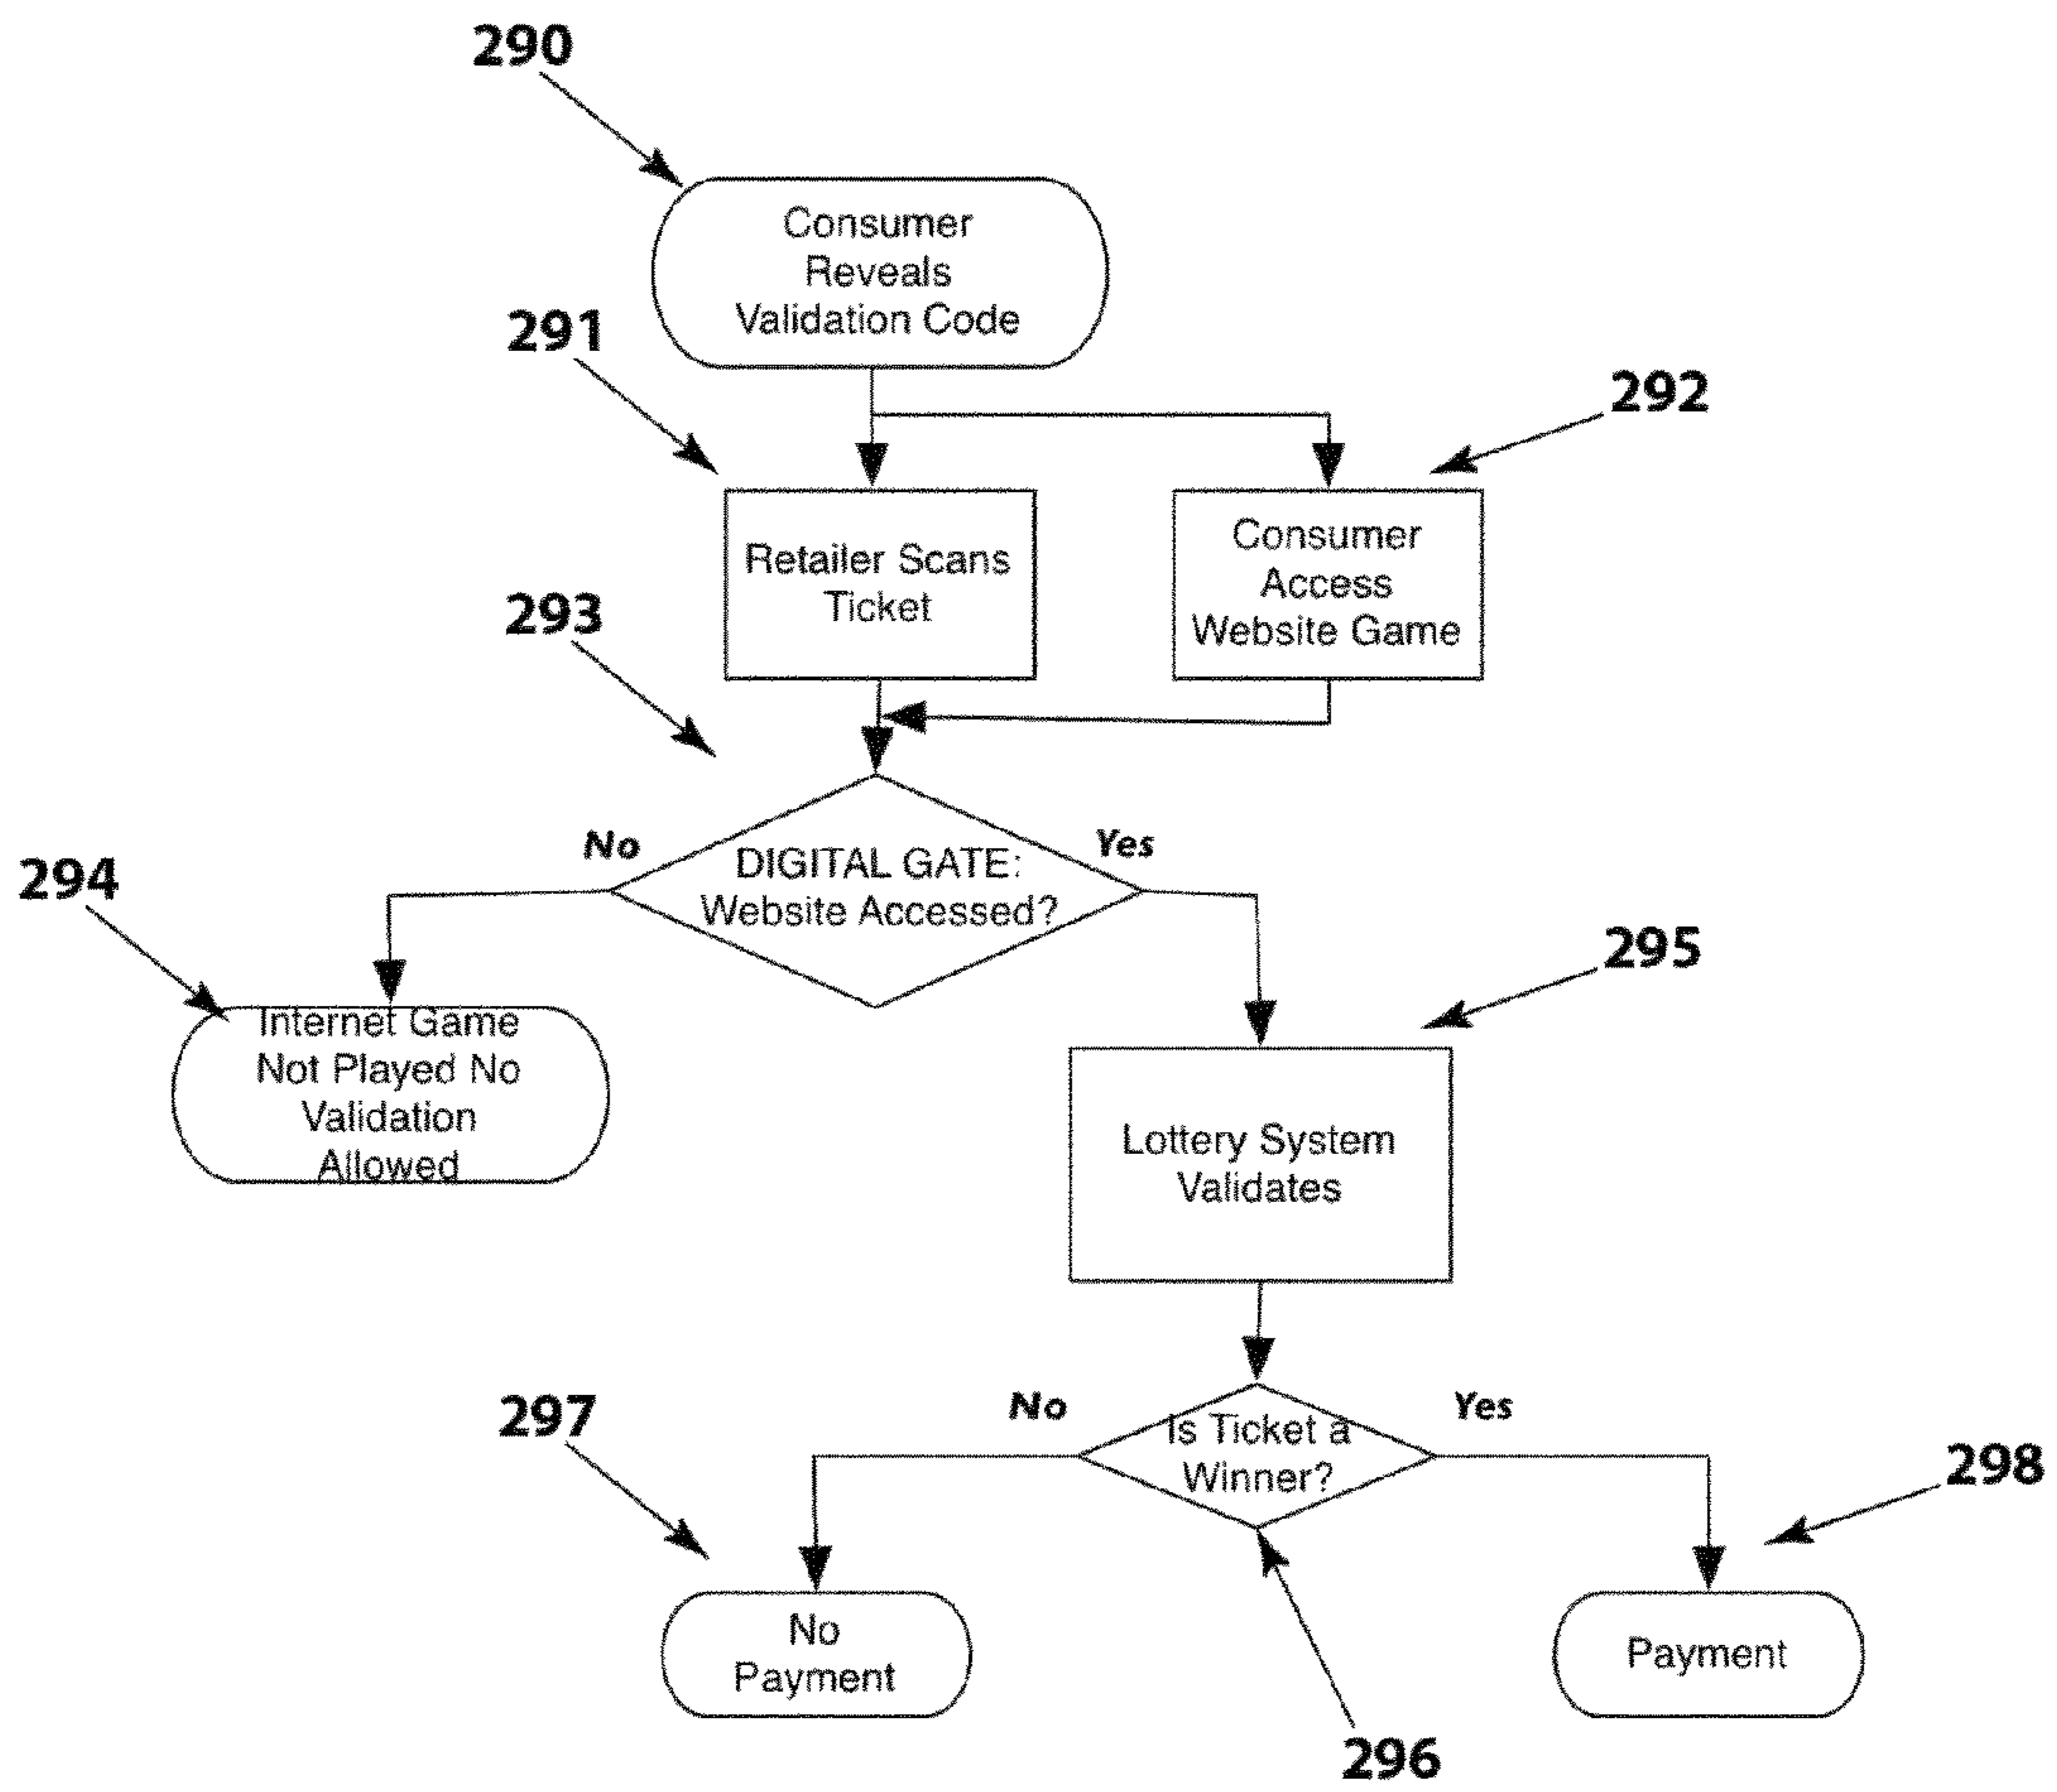 290
Consumer
Reveals
Validation Code
291
292
Retailer Scans
Ticket
Consumer
Access
Website Game
293
No
Yes
DIGITAL GATE:
Website Accessed?
294
295
Internet Game
Not Played No
Validation
Allowed
Lottery System
Validates
297
No
Yes
Is Ticket a
Winner?
298
No
Payment
Payment
296